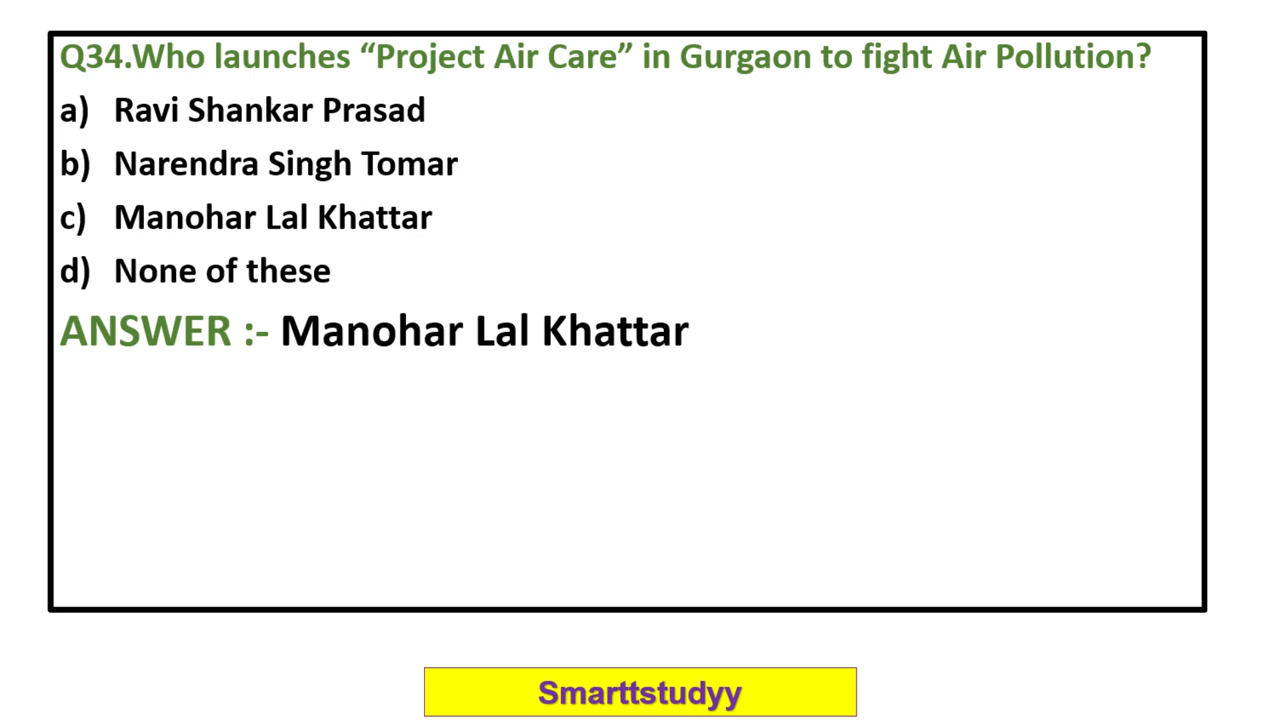 Q34.Who launches “Project Air Care” in Gurgaon to fight Air Pollution?
a) Ravi Shankar Prasad
b) Narendra Singh Tomar
c) Manohar Lal Khattar
d) None of these
ANSWER :- Manohar Lal Khattar
Smarttstudyy